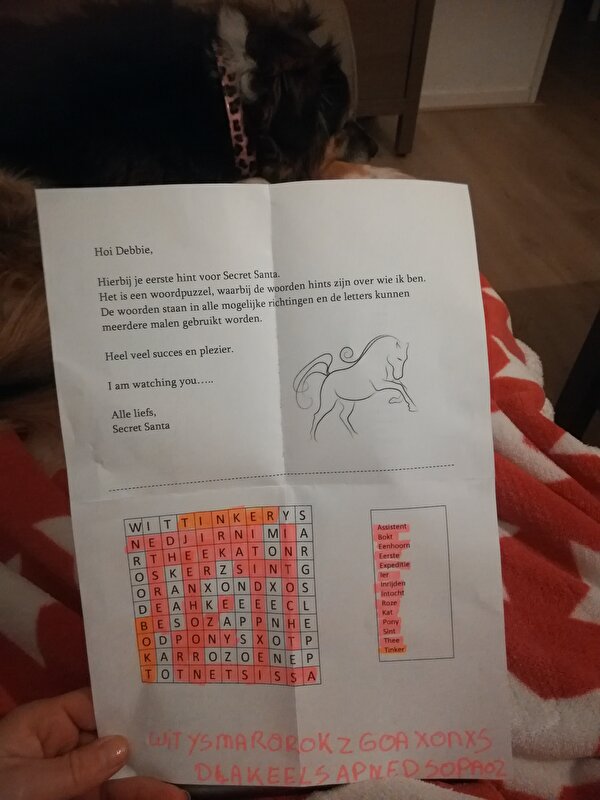 Hoi Debbie,
Hierbij je eerste hint voor Secret Santa.
Het is een woordpuzzel, waarbij de woorden hints zijn over wie ik ben.
De woorden staan in alle mogelijke richtingen en de letters kunnen
meerdere malen gebruikt worden.
Heel veel succes en plezier.
I am watching you.....
Alle liefs,
Secret Santa
W I T T I N K E R Y S
N E D J I R N I M I A
R T H E E K A T O N R
O S K E R Z S I N T G
O R A N X O N D X O S
D E A H K E E E E C L
B E S O Z A P P N H E
O D P O N Y S X O T P
K A R R O Z O E N E P
T O T N E T S I S S A
Assistent
Bokt
Eenhoorn
Eerste
Expeditie
Ier
Inrijden
Intocht
Roze
Kat
Pony
Sint
Thee
Tinker
WIT YSMAROROKZGOAXONXS
DLAKEELSAPNEDSOPAOZ